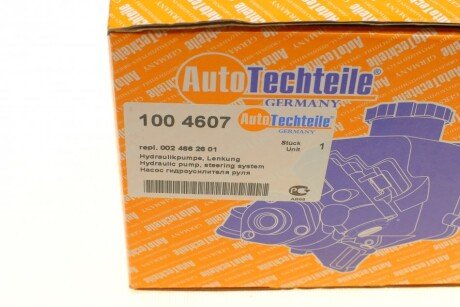 AutoTechteile®
GERMANY
100 4607
AutoTechteile®
GERMANY
repl. 002 466 26 01
Stück
Unit
1
Hydraulikpumpe, Lenkung
Hydraulic pump, steering system
Насос гидроусилителя руля